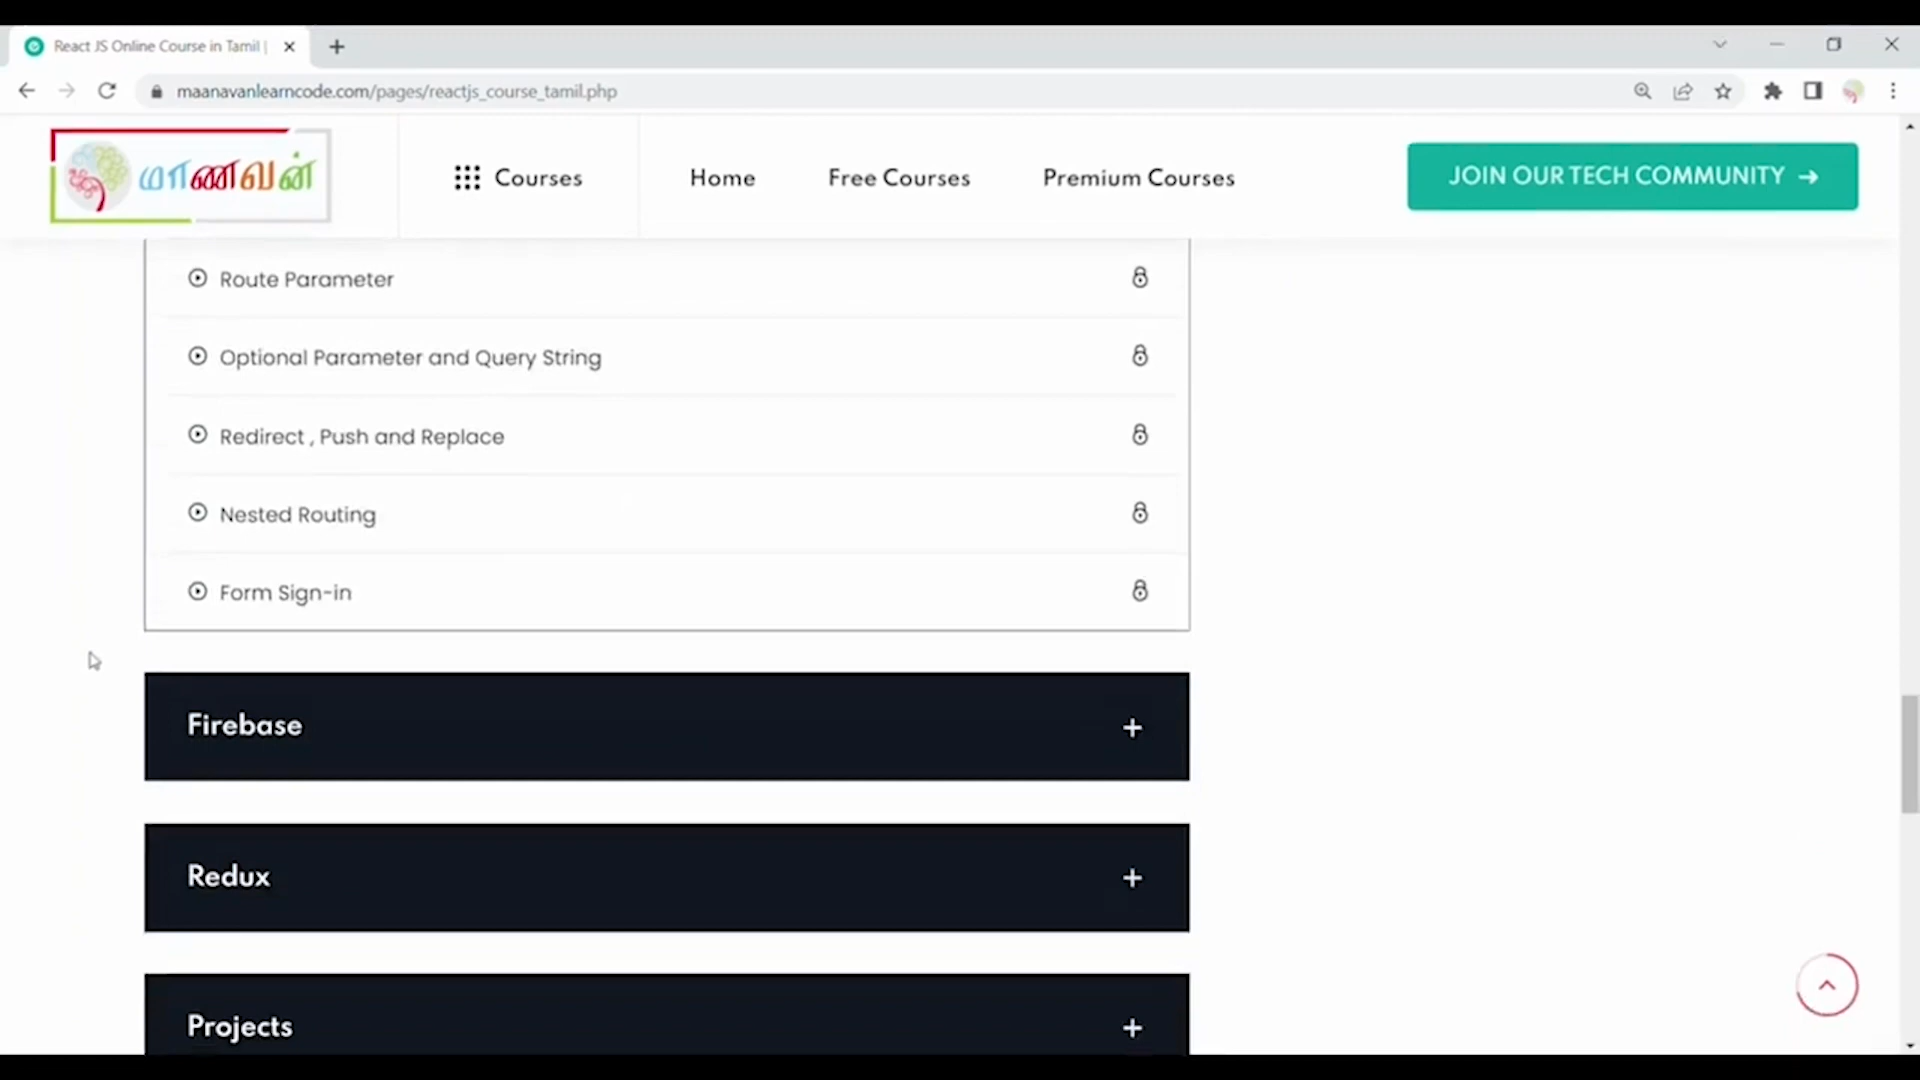 React JS Online Course in Tamil |
maanavanlearncode.com/pages/reactjs_course_tamil.php
மாணவன்
Courses
Home
Free Courses
Premium Courses
JOIN OUR TECH COMMUNITY →
Route Parameter
Optional Parameter and Query String
Redirect , Push and Replace
Nested Routing
Form Sign-in
Firebase +
Redux +
Projects +